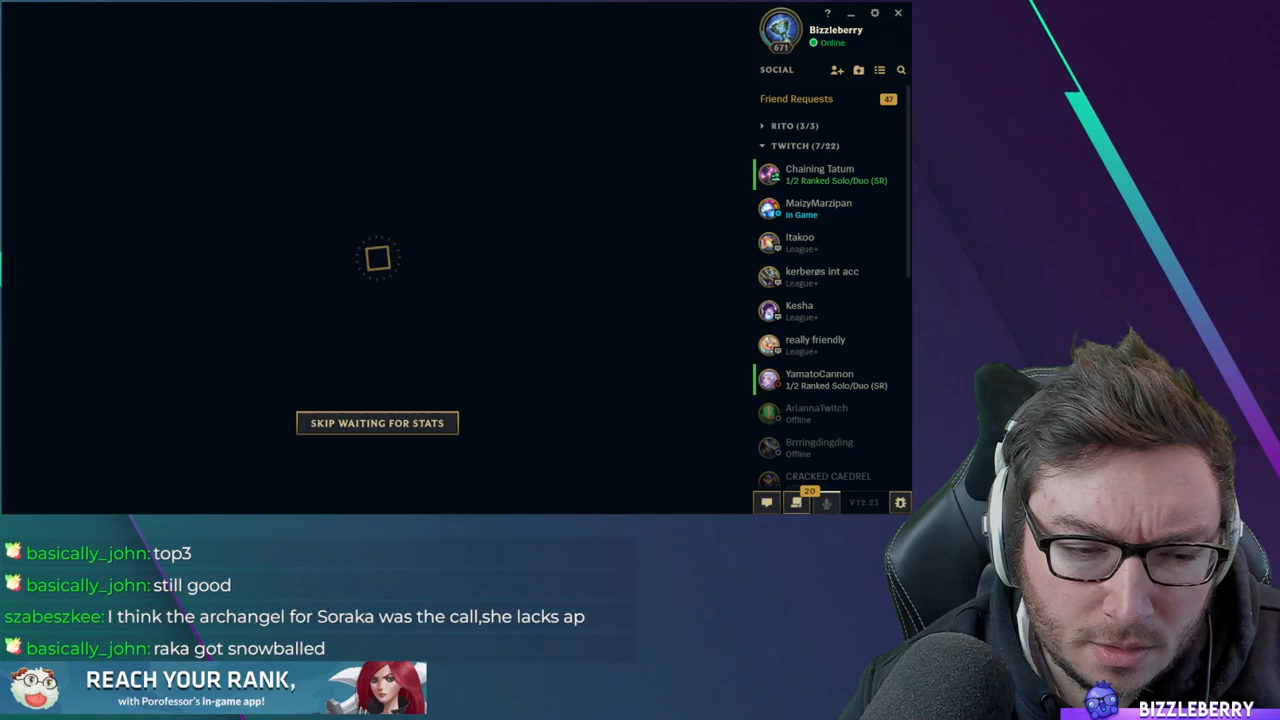 ?
Bizzleberry
Online
671
SOCIAL
Friend Requests
47
RITO (3/3)
TWITCH (7/22)
Chaining Tatum
1/2 Ranked Solo/Duo (SR)
MaizyMarzipan
In Game
Itakoo
League+
kerberøs int acc
League+
Kesha
League+
really friendly
League+
YamatoCannon
1/2 Ranked Solo/Duo (SR)
AriannaTwitch
Offline
Brrringdingding
Offline
CRACKED CAEDREL
SKIP WAITING FOR STATS
20
V12.23
basically_john: top3
basically_john: still good
szabeszkee: I think the archangel for Soraka was the call,she lacks ap
basically_john: raka got snowballed
REACH YOUR RANK,
with Porofessor's in-game app!
BIZZLEBERRY